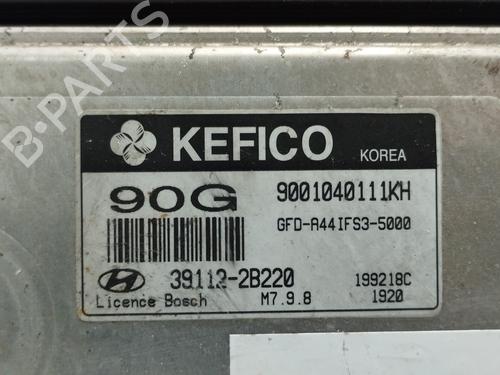 KEFICO KOREA
90G 9001040111KH
GFD-A44IFS3-5000
39112-2B220 199218C
Licence Bosch M7.9.8 1920
B-PARTS